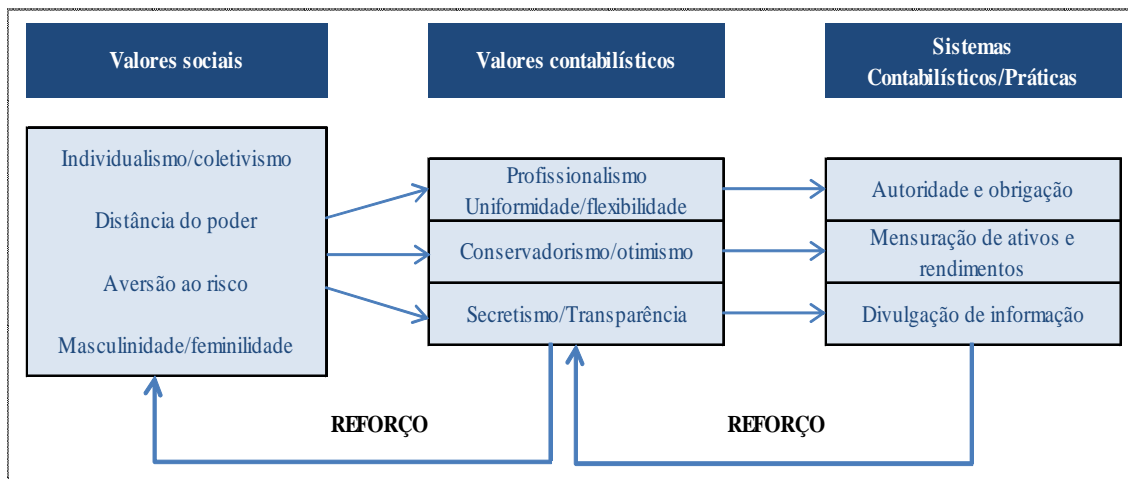 Valores sociais
Individualismo/coletivismo
Distância do poder
Aversão ao risco
Masculinidade/feminilidade
Valores contabilísticos
Profissionalismo
Uniformidade/flexibilidade
Conservadorismo/otimismo
Secretismo/Transparência
Sistemas
Contabilísticos/Práticas
Autoridade e obrigação
Mensuração de ativos e
rendimentos
Divulgação de informação
REFORÇO
REFORÇO